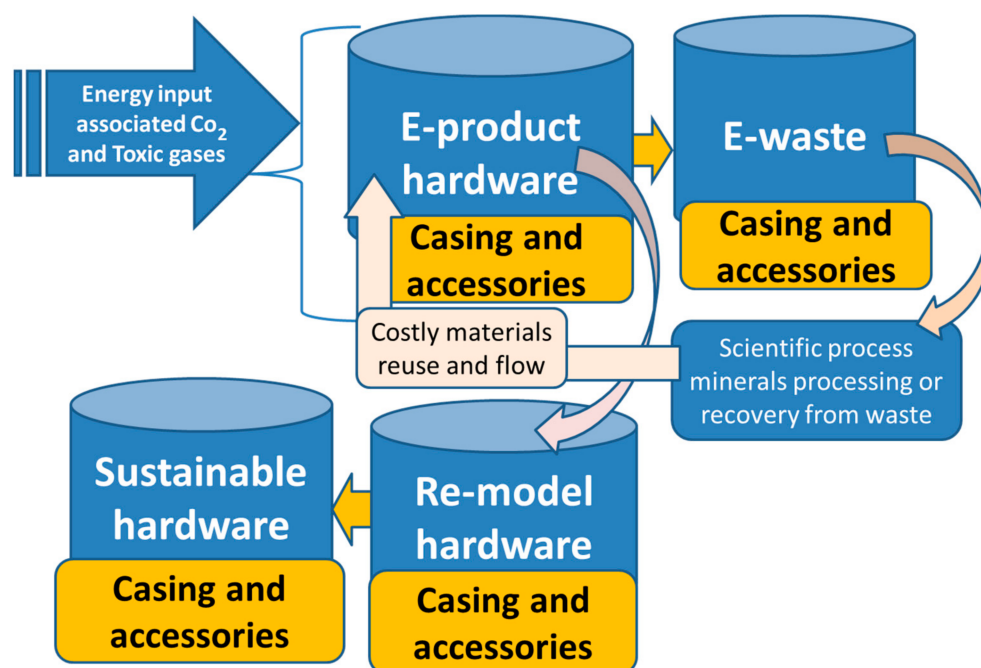 Energy input
associated Co₂
and Toxic gases
E-product
hardware
Casing and
accessories
E-waste
Casing and
accessories
Costly materials
reuse and flow
Scientific process
minerals processing or
recovery from waste
Sustainable
hardware
Casing and
accessories
Re-model
hardware
Casing and
accessories